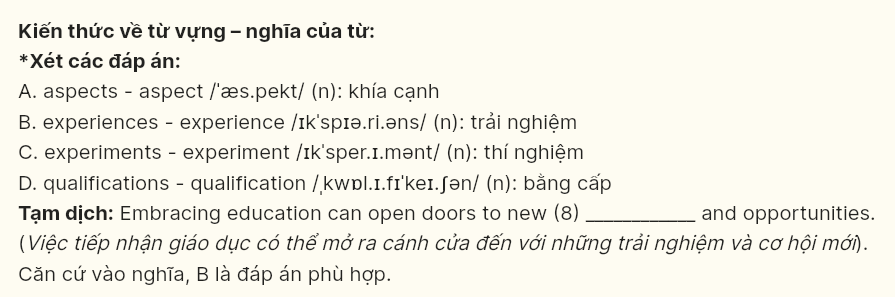 Kiến thức về từ vựng – nghĩa của từ:
*Xét các đáp án:
A. aspects - aspect /ˈæs.pekt/ (n): khía cạnh
B. experiences - experience /ɪkˈspɪə.ri.əns/ (n): trải nghiệm
C. experiments - experiment /ɪkˈsper.ɪ.mənt/ (n): thí nghiệm
D. qualifications - qualification /ˌkwɒl.ɪ.fɪˈkeɪ.ʃən/ (n): bằng cấp
Tạm dịch: Embracing education can open doors to new (8) ____________ and opportunities.
(Việc tiếp nhận giáo dục có thể mở ra cánh cửa đến với những trải nghiệm và cơ hội mới).
Căn cứ vào nghĩa, B là đáp án phù hợp.